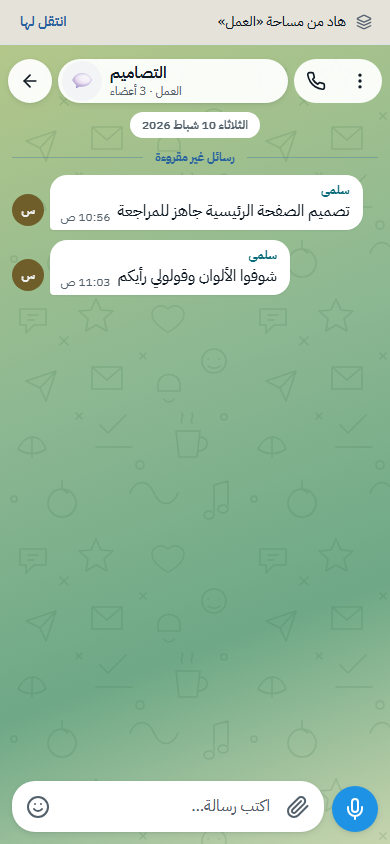 هاد من مساحة «العمل»
انتقل لها
التصاميم
العمل · 3 أعضاء
الثلاثاء 10 شباط 2026
رسائل غير مقروءة
سلمى
تصميم الصفحة الرئيسية جاهز للمراجعة 10:56 ص
س
سلمى
شوفوا الألوان وقولولي رأيكم 11:03 ص
س
اكتب رسالة...